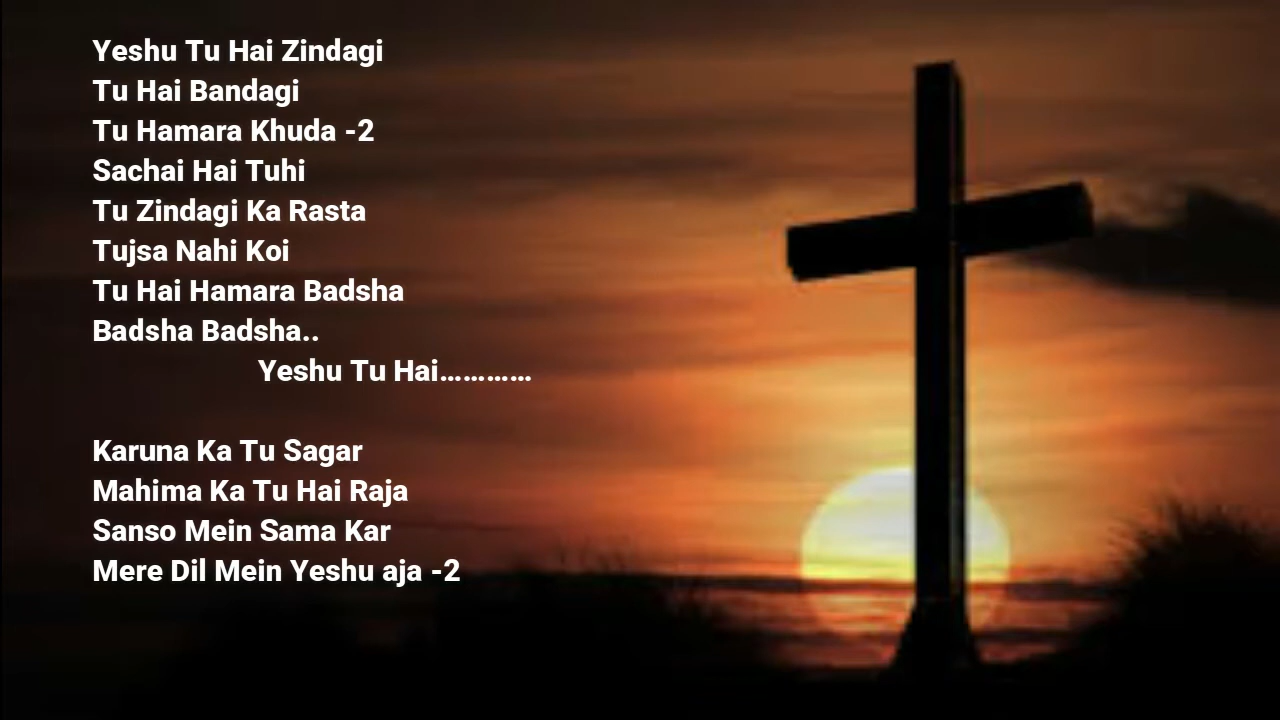 Yeshu Tu Hai Zindagi
Tu Hai Bandagi
Tu Hamara Khuda -2
Sachai Hai Tuhi
Tu Zindagi Ka Rasta
Tujsa Nahi Koi
Tu Hai Hamara Badsha
Badsha Badsha..
Yeshu Tu Hai............
Karuna Ka Tu Sagar
Mahima Ka Tu Hai Raja
Sanso Mein Sama Kar
Mere Dil Mein Yeshu aja -2